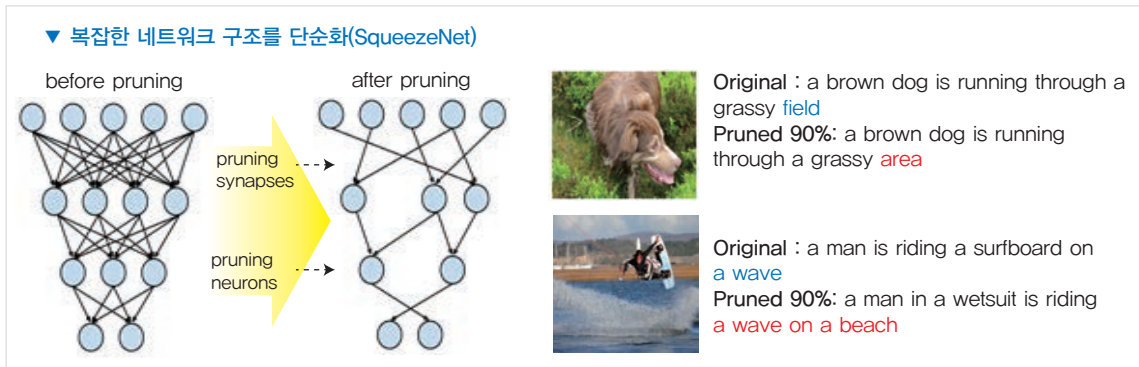 ▼ 복잡한 네트워크 구조를 단순화(SqueezeNet)
before pruning
after pruning
pruning
synapses
pruning
neurons
Original : a brown dog is running through a
grassy field
Pruned 90%: a brown dog is running
through a grassy area
Original : a man is riding a surfboard on
a wave
Pruned 90%: a man in a wetsuit is riding
a wave on a beach